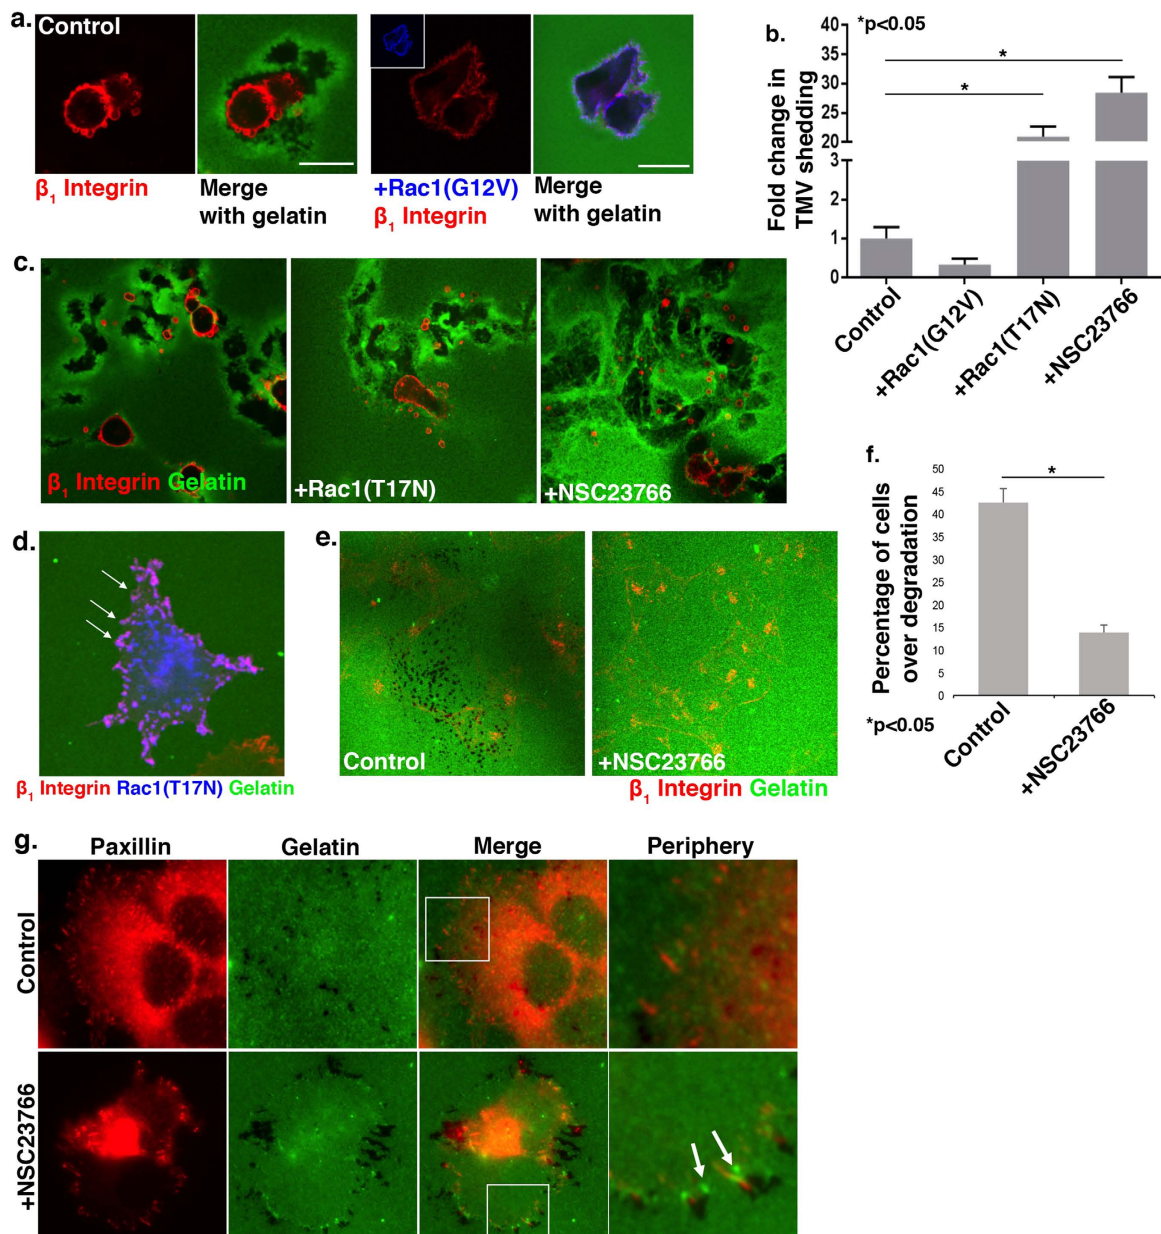 a.
Control
β1 Integrin
Merge
with gelatin
+Rac1(G12V)
β1 Integrin
Merge
with gelatin
b.
*p<0.05
Fold change in
TMV shedding
40
35
30
25
20
3
2
1
0
*
*
Control
+Rac1(G12V)
+Rac1(T17N)
+NSC23766
c.
β1 Integrin Gelatin
+Rac1(T17N)
+NSC23766
d.
β1 Integrin Rac1(T17N) Gelatin
e.
Control
+NSC23766
β1 Integrin Gelatin
f.
Percentage of cells
over degradation
50
45
40
35
30
25
20
15
10
5
0
*
*p<0.05
Control
+NSC23766
g.
Paxillin Gelatin Merge Periphery
Control
+NSC23766